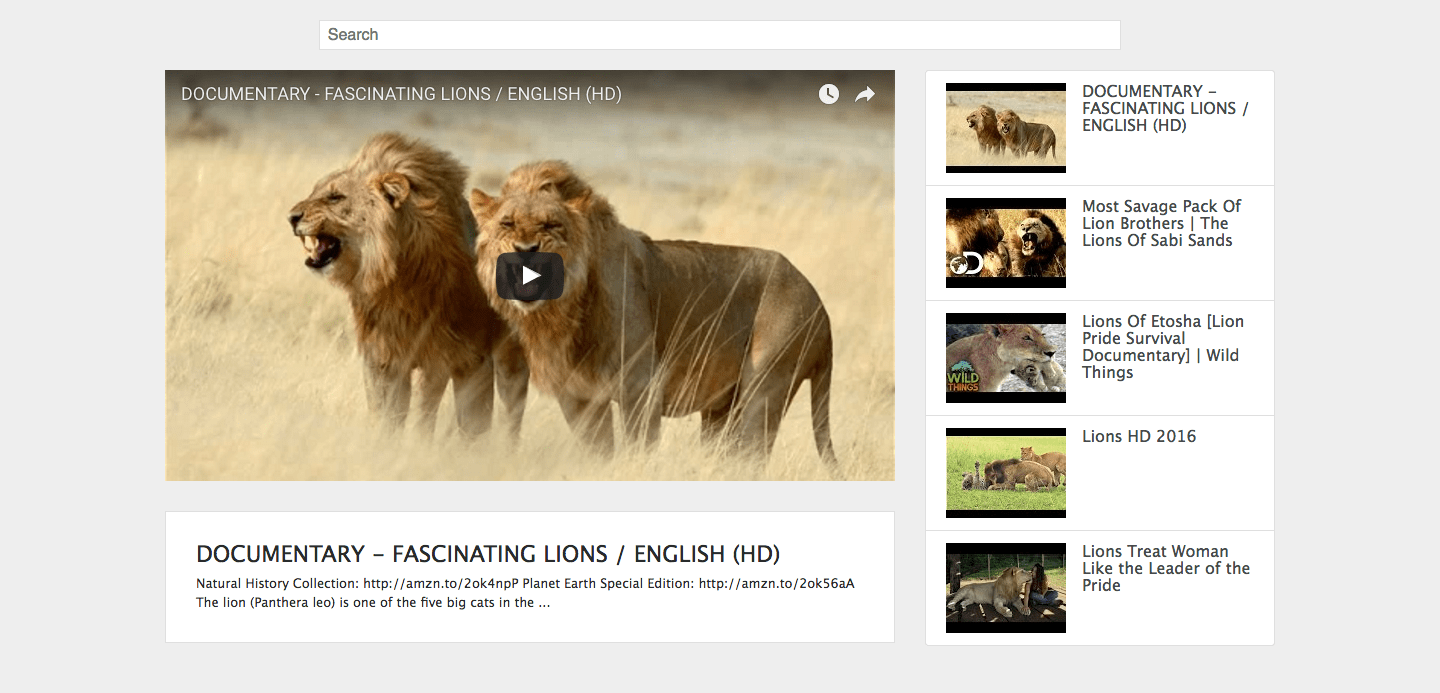 Search
DOCUMENTARY - FASCINATING LIONS / ENGLISH (HD)
DOCUMENTARY – FASCINATING LIONS / ENGLISH (HD)
Natural History Collection: http://amzn.to/2ok4npP Planet Earth Special Edition: http://amzn.to/2ok56aA
The lion (Panthera leo) is one of the five big cats in the ...
DOCUMENTARY –
FASCINATING LIONS /
ENGLISH (HD)
Most Savage Pack Of
Lion Brothers | The
Lions Of Sabi Sands
WILD
THINGS
Lions Of Etosha [Lion
Pride Survival
Documentary] | Wild
Things
Lions HD 2016
Lions Treat Woman
Like the Leader of the
Pride